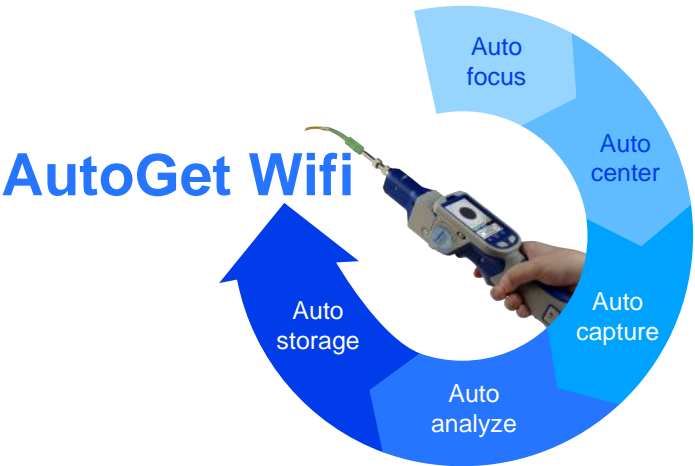 Auto
focus
Auto
center
AutoGet Wifi
Auto
capture
Auto
storage
Auto
analyze